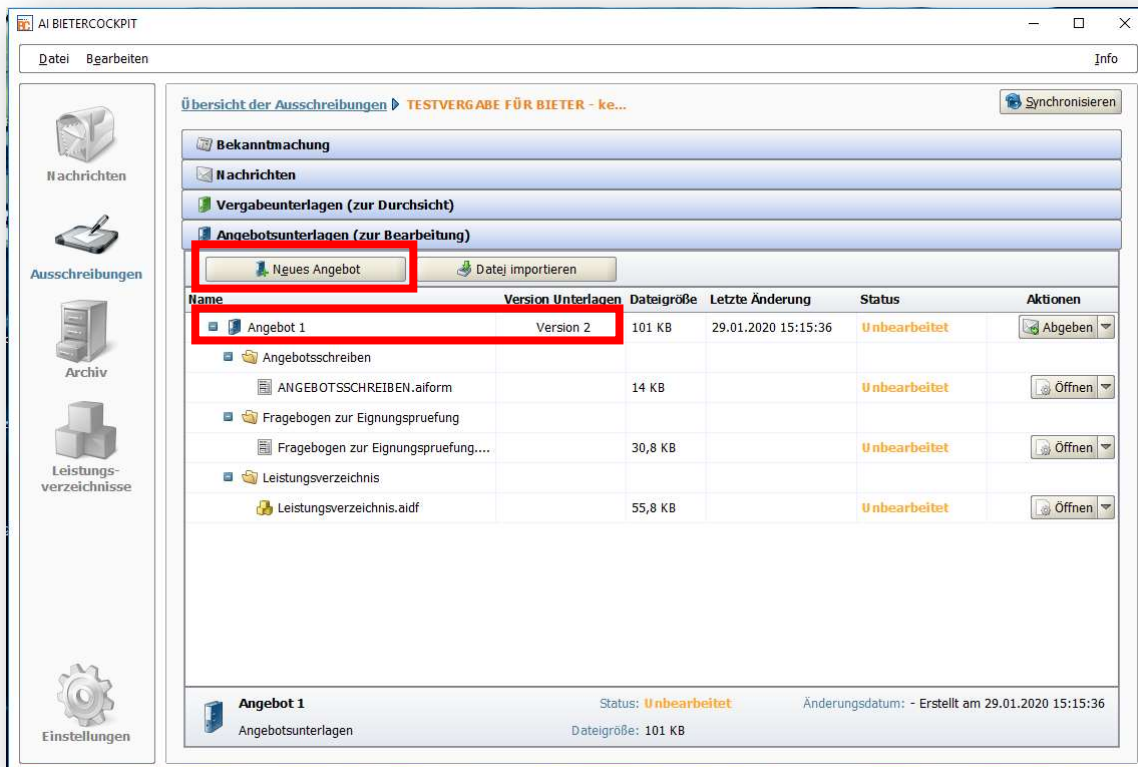 AI BIETERCOCKPIT
Datei Bearbeiten Info
Nachrichten
Ausschreibungen
Archiv
Leistungs-
verzeichnisse
Einstellungen
Übersicht der Ausschreibungen TESTVERGABE FÜR BIETER - ke... Synchronisieren
Bekanntmachung
Nachrichten
Vergabeunterlagen (zur Durchsicht)
Angebotsunterlagen (zur Bearbeitung)
Neues Angebot Datei importieren
Name Version Unterlagen Dateigröße Letzte Änderung Status Aktionen
Angebot 1 Version 2 101 KB 29.01.2020 15:15:36 Unbearbeitet Abgeben
Angebotsschreiben
ANGEBOTSSCHREIBEN.aiform 14 KB Unbearbeitet Öffnen
Fragebogen zur Eignungspruefung
Fragebogen zur Eignungspruefung.... 30,8 KB Unbearbeitet Öffnen
Leistungsverzeichnis
Leistungsverzeichnis.aidf 55,8 KB Unbearbeitet Öffnen
Angebot 1 Status: Unbearbeitet Änderungsdatum: - Erstellt am 29.01.2020 15:15:36
Angebotsunterlagen Dateigröße: 101 KB